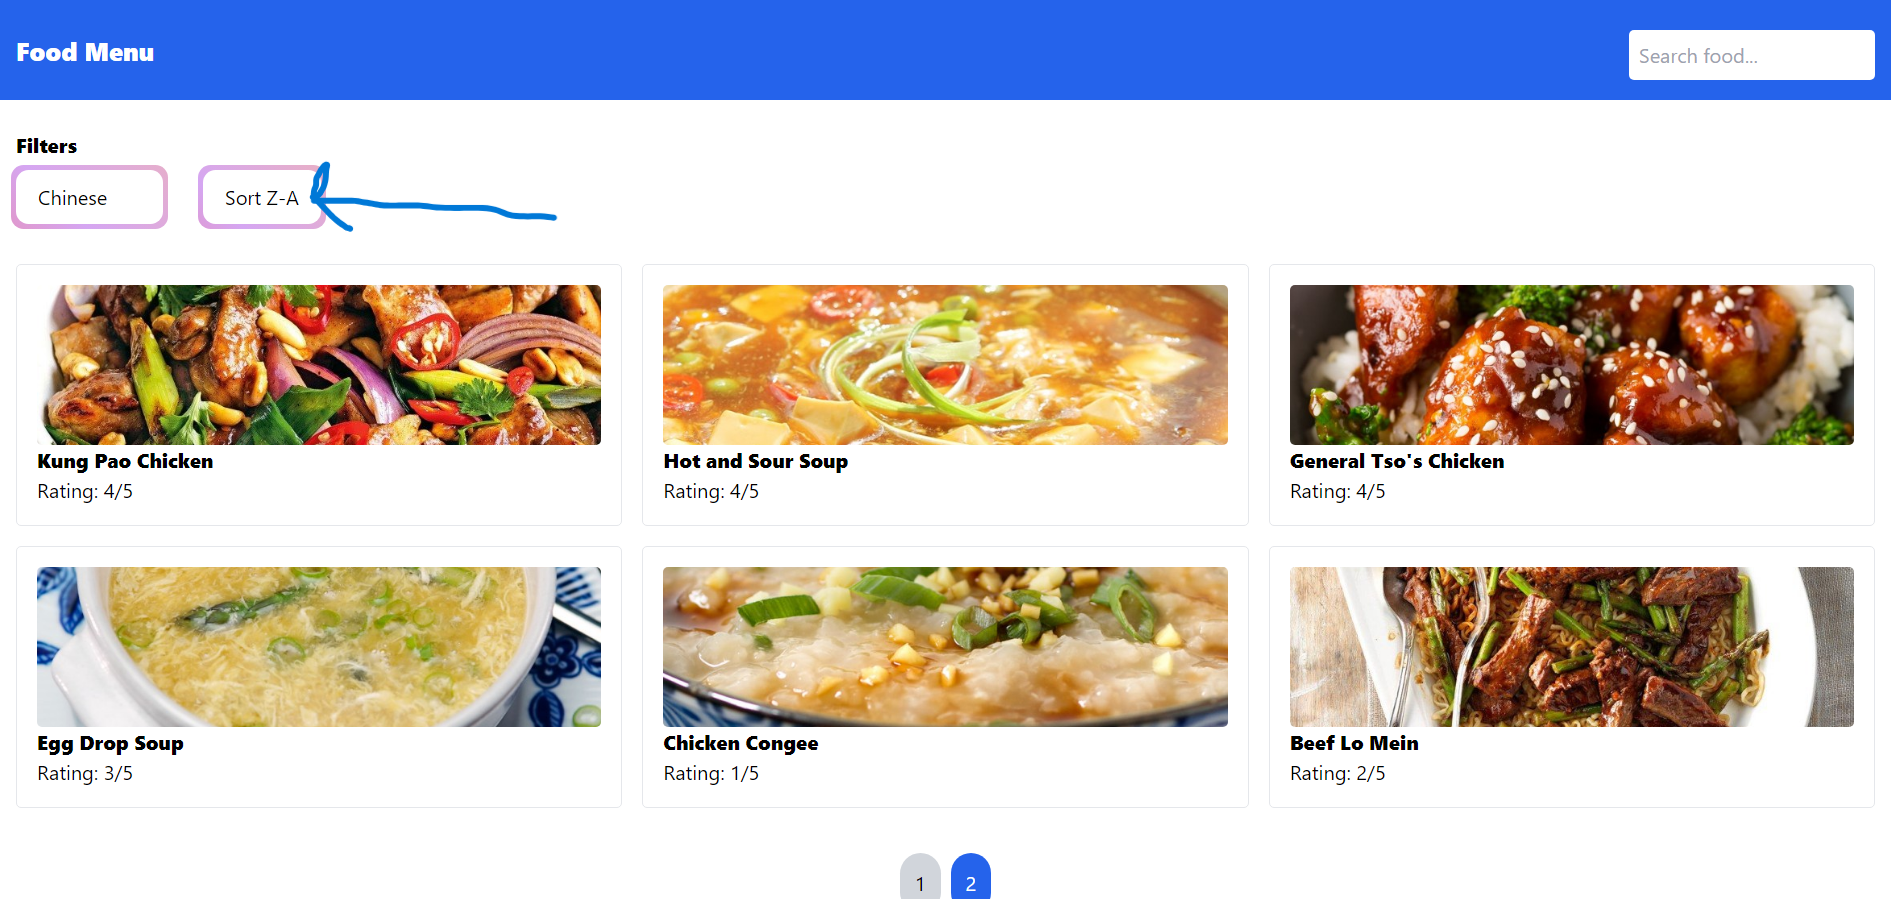 Food Menu
Search food...
Filters
Chinese
Sort Z-A
Kung Pao Chicken
Rating: 4/5
Hot and Sour Soup
Rating: 4/5
General Tso's Chicken
Rating: 4/5
Egg Drop Soup
Rating: 3/5
Chicken Congee
Rating: 1/5
Beef Lo Mein
Rating: 2/5
1 2